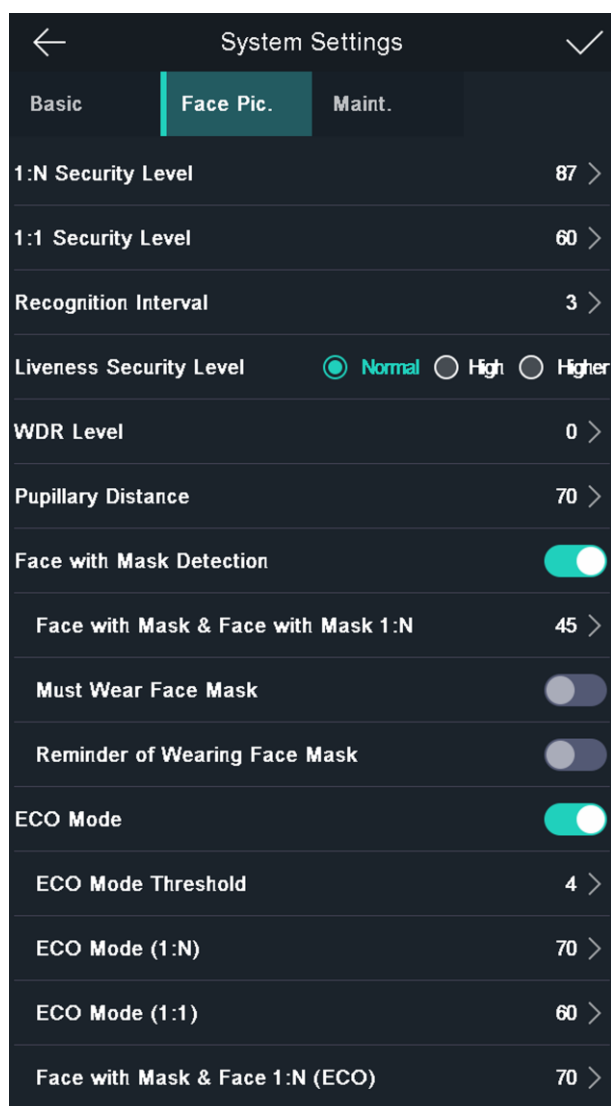 System Settings
Basic Face Pic. Maint.
1:N Security Level 87
1:1 Security Level 60
Recognition Interval 3
Liveness Security Level Normal High Higher
WDR Level 0
Pupillary Distance 70
Face with Mask Detection
Face with Mask & Face with Mask 1:N 45
Must Wear Face Mask
Reminder of Wearing Face Mask
ECO Mode
ECO Mode Threshold 4
ECO Mode (1:N) 70
ECO Mode (1:1) 60
Face with Mask & Face 1:N (ECO) 70